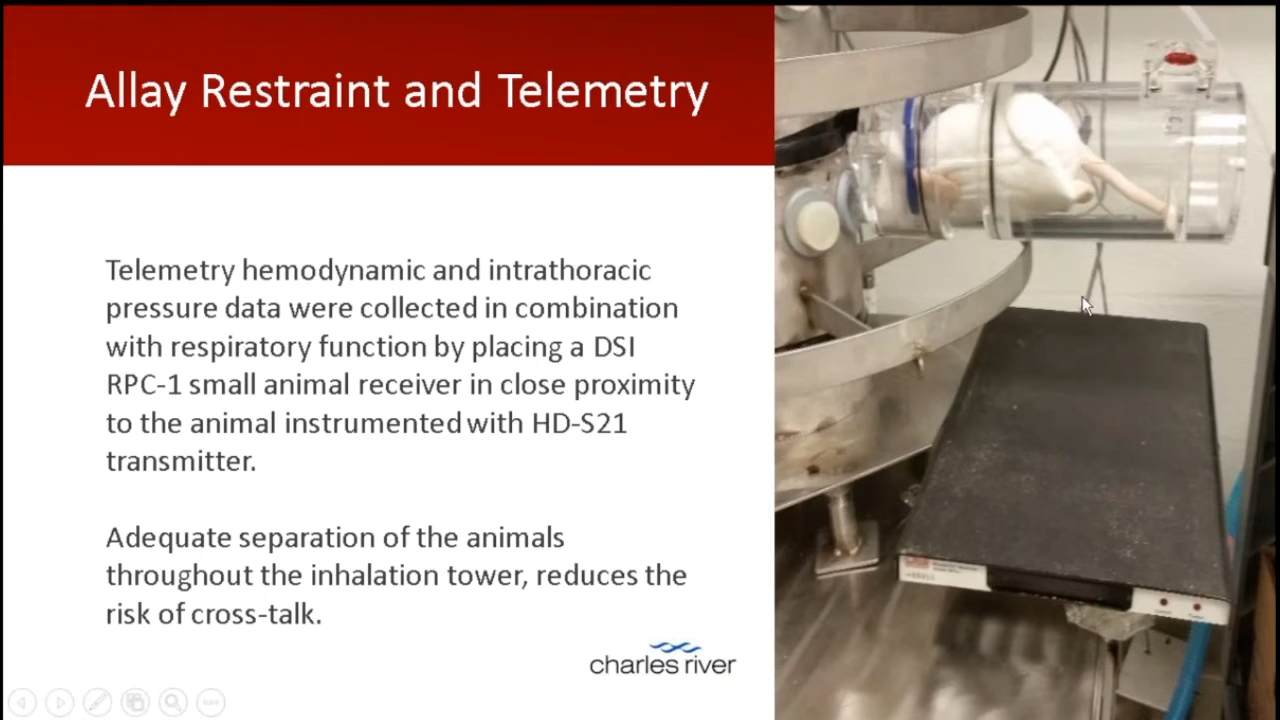 Allay Restraint and Telemetry
Telemetry hemodynamic and intrathoracic
pressure data were collected in combination
with respiratory function by placing a DSI
RPC-1 small animal receiver in close proximity
to the animal instrumented with HD-S21
transmitter.
Adequate separation of the animals
throughout the inhalation tower, reduces the
risk of cross-talk.
charles river